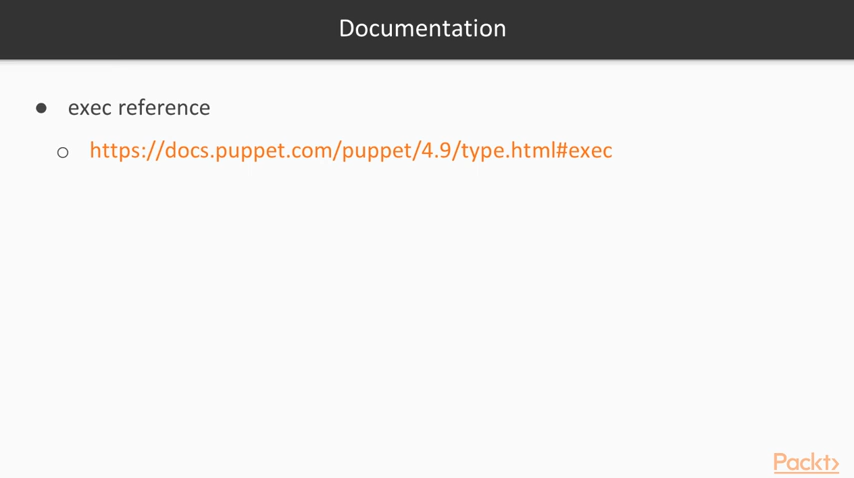 Documentation
● exec reference
○ https://docs.puppet.com/puppet/4.9/type.html#exec
Packt>